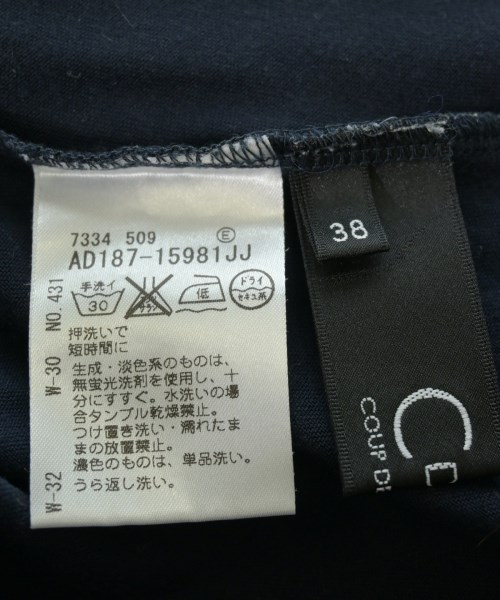 7334 509 Ⓔ
AD187-15981JJ
手洗イ 30 低 ドライ セキユ系
押洗いで
短時間に
生成・淡色系のものは、
無蛍光洗剤を使用し、十
分にすすぐ。水洗いの場
合タンブル乾燥禁止。
つけ置き洗い・濡れたま
まの放置禁止。
濃色のものは、単品洗い。
うら返し洗い。
W-32 W-30 NO.431
38
COUP D